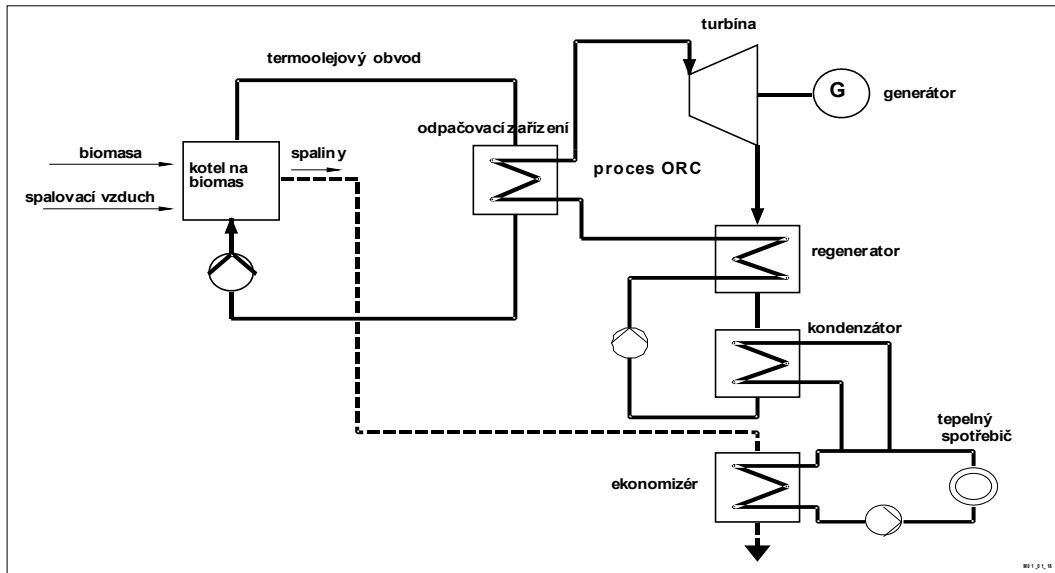 turbína
termoolejový obvod
G
generátor
odpačovací zařízení
biomasa
spaliny
kotel na
biomas
proces ORC
spalovací vzduch
regenerator
kondenzátor
tepelný
spotřebič
ekonomizér